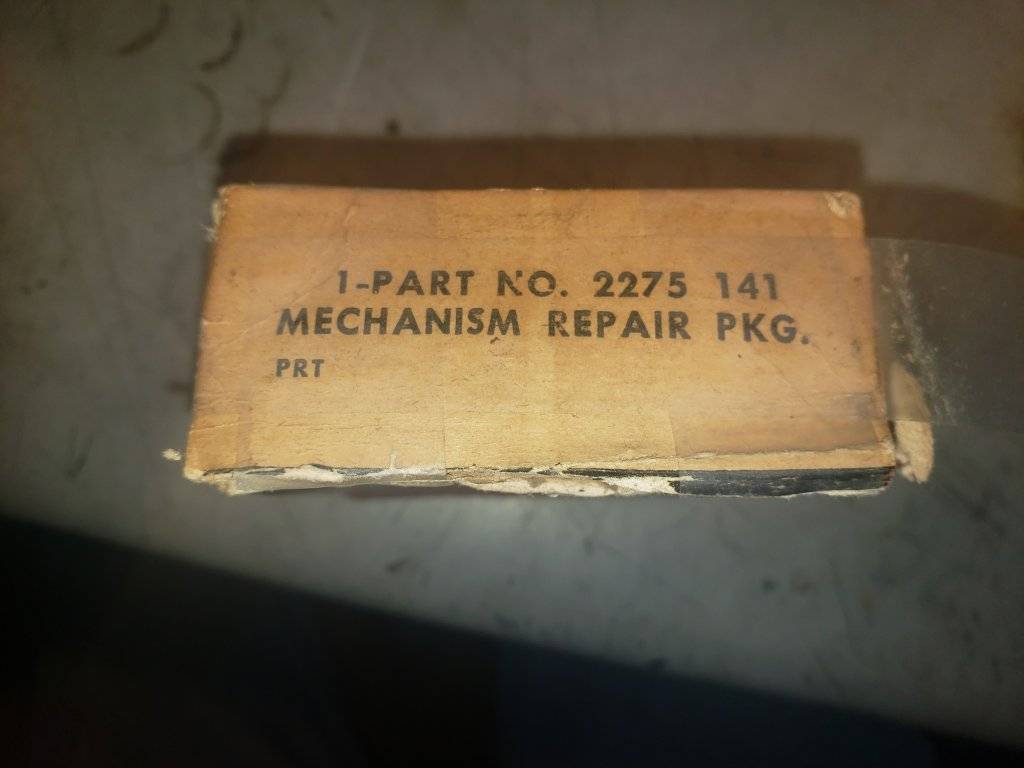 1-PART NO. 2275 141
MECHANISM REPAIR PKG.
PRT